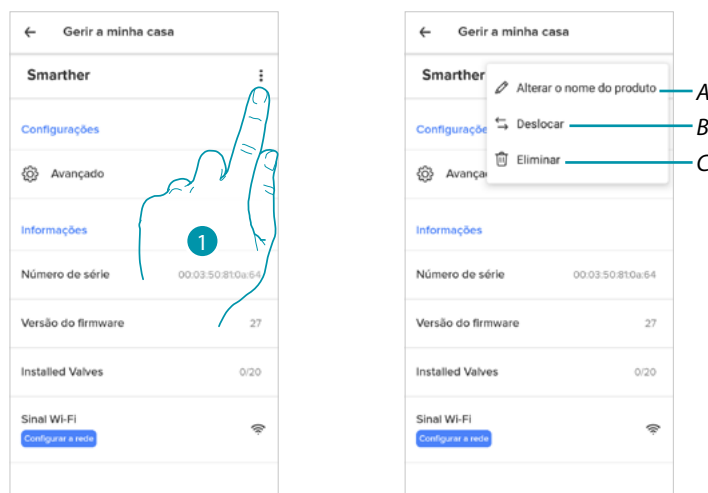 Gerir a minha casa
Smarther
Configurações
Avançado
Informações
1
Número de série 00:03:50:81:0a:64
Versão do firmware 27
Installed Valves 0/20
Sinal Wi-Fi
Configurar a rede
Gerir a minha casa
Smarther
Alterar o nome do produto A
Configuraçõe
Deslocar B
Eliminar C
Avança
Informações
Número de série 00:03:50:81:0a:64
Versão do firmware 27
Installed Valves 0/20
Sinal Wi-Fi
Configurar a rede